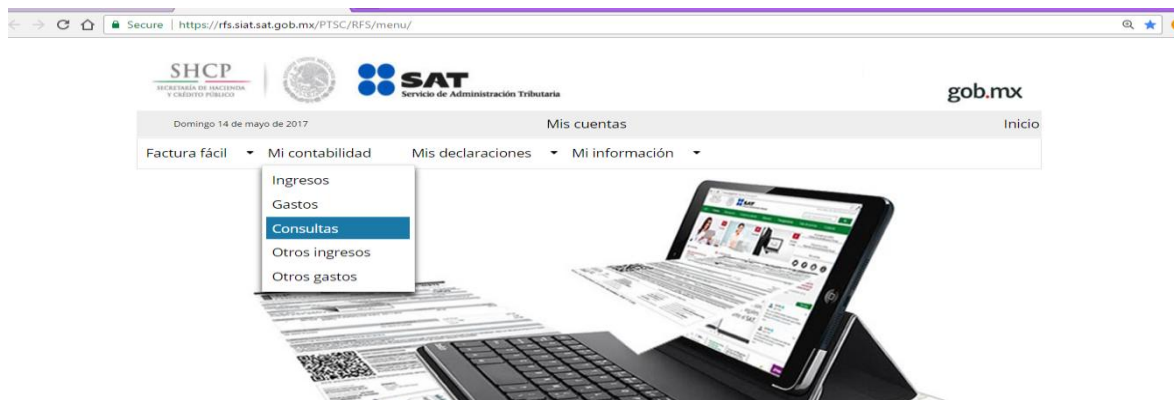 Secure | https://rfs.siat.sat.gob.mx/PTSC/RFS/menu/
SHCP
SECRETARÍA DE HACIENDA
Y CRÉDITO PÚBLICO
SAT
Servicio de Administración Tributaria
gob.mx
Domingo 14 de mayo de 2017 Mis cuentas Inicio
Factura fácil Mi contabilidad Mis declaraciones Mi información
Ingresos
Gastos
Consultas
Otros ingresos
Otros gastos
SAT